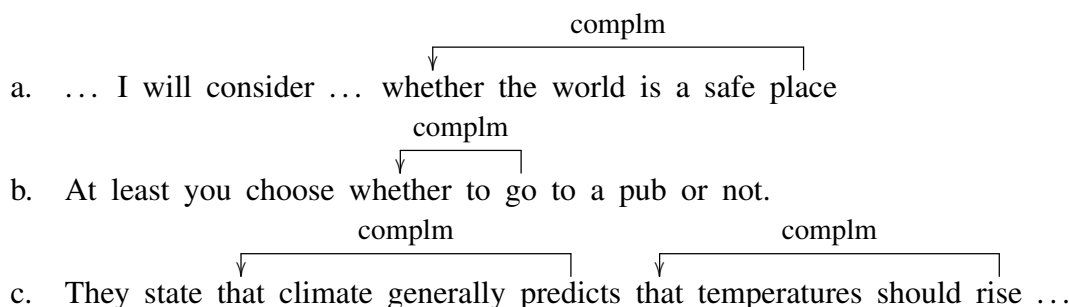 complm
a. … I will consider … whether the world is a safe place
complm
b. At least you choose whether to go to a pub or not.
complm complm
c. They state that climate generally predicts that temperatures should rise …